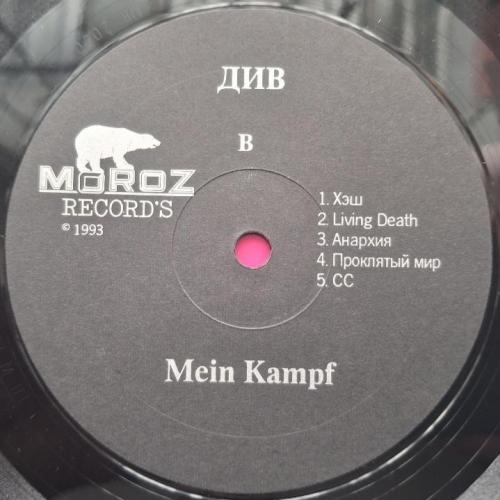 ДИВ
В
MOROZ
RECORD'S
© 1993
1. Хэш
2. Living Death
3. Анархия
4. Проклятый мир
5. СС
Mein Kampf